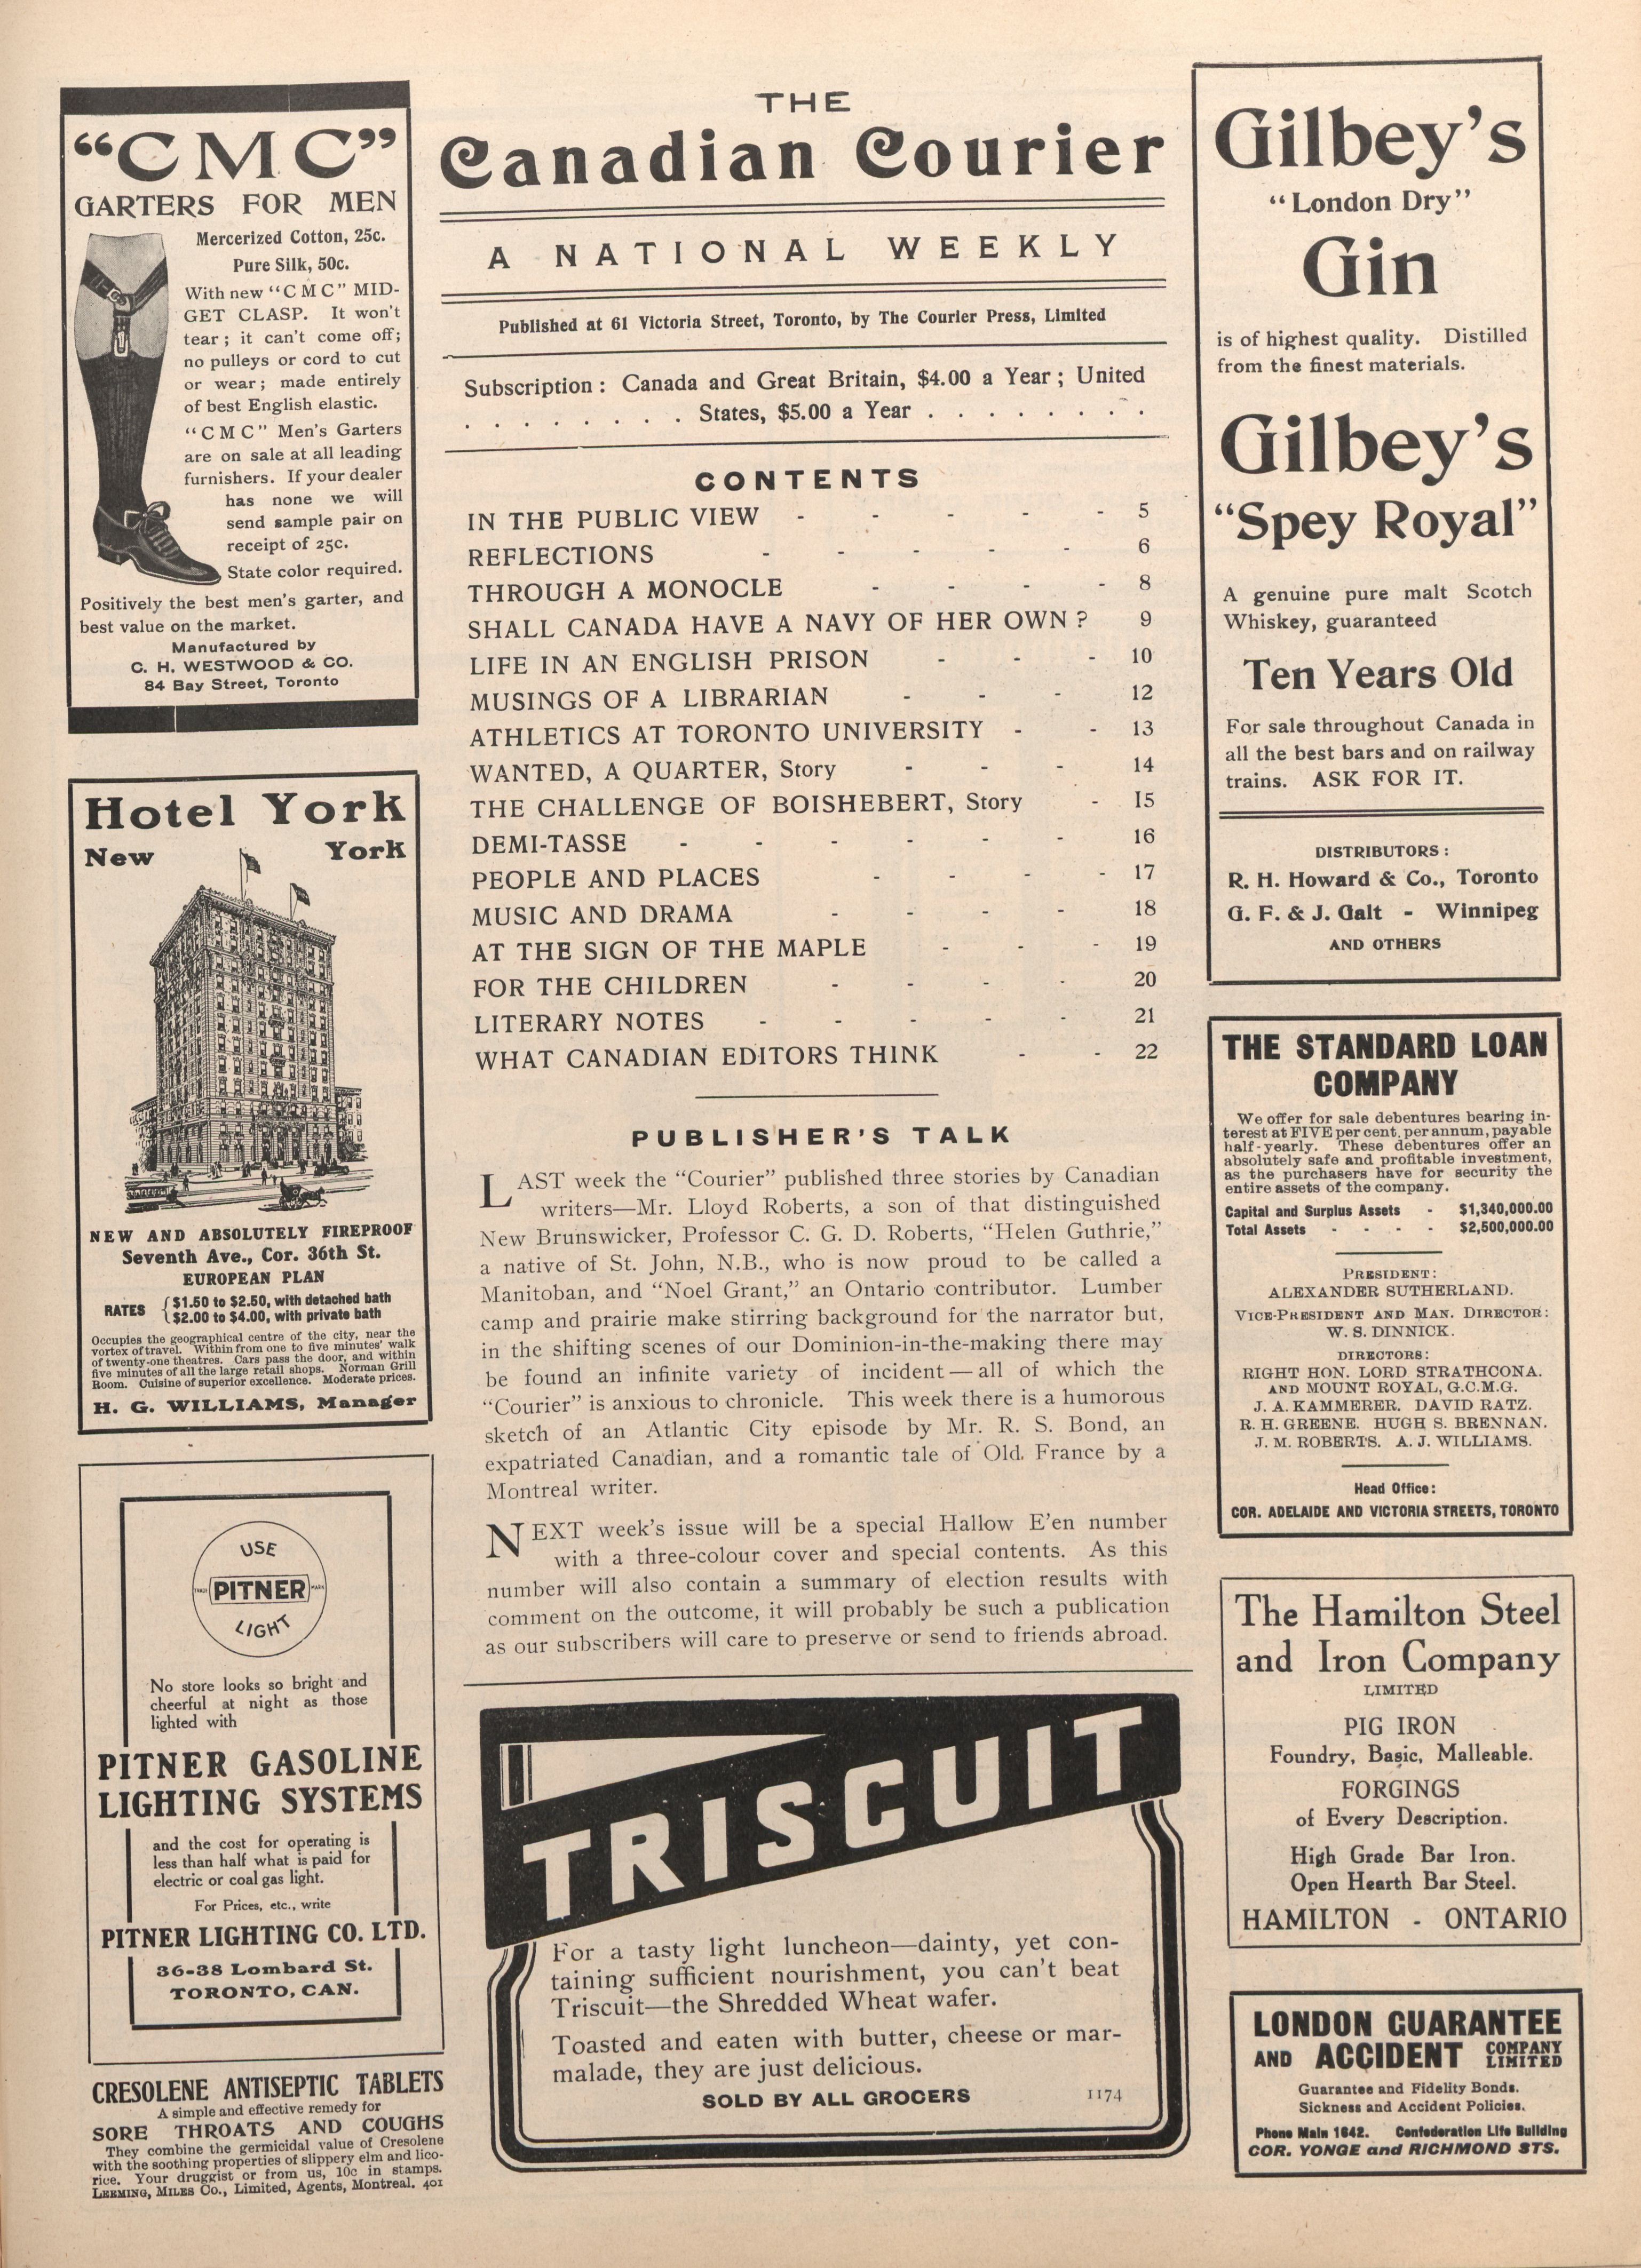 "CMC"
GARTERS FOR MEN
Mercerized Cotton, 25c.
Pure Silk, 50c.
With new "CMC" MID-
GET CLASP. It won't
tear; it can't come off;
no pulleys or cord to cut
or wear; made entirely
of best English elastic.
"CMC" Men's Garters
are on sale at all leading
furnishers. If your dealer
has none we will
send sample pair on
receipt of 25c.
State color required.
Positively the best men's garter, and
best value on the market.
Manufactured by
C. H. WESTWOOD & CO.
84 Bay Street, Toronto
Hotel York
New York
NEW AND ABSOLUTELY FIREPROOF
Seventh Ave., Cor. 36th St.
EUROPEAN PLAN
RATES { $1.50 to $2.50, with detached bath
$2.00 to $4.00, with private bath
Occupies the geographical centre of the city, near the
vortex of travel. Within from one to five minutes' walk
of twenty-one theatres. Cars pass the door, and within
five minutes of all the large retail shops. Norman Grill
Room. Cuisine of superior excellence. Moderate prices.
H. G. WILLIAMS, Manager
USE
TRADE PITNER MARK
LIGHT
No store looks so bright and
cheerful at night as those
lighted with
PITNER GASOLINE
LIGHTING SYSTEMS
and the cost for operating is
less than half what is paid for
electric or coal gas light.
For Prices, etc., write
PITNER LIGHTING CO. LTD.
36-38 Lombard St.
TORONTO, CAN.
CRESOLENE ANTISEPTIC TABLETS
A simple and effective remedy for
SORE THROATS AND COUGHS
They combine the germicidal value of Cresolene
with the soothing properties of slippery elm and lico-
rice. Your druggist or from us, 10c in stamps.
LEEMING, MILES Co., Limited, Agents, Montreal. 401
THE
Canadian Courier
A NATIONAL WEEKLY
Published at 61 Victoria Street, Toronto, by The Courier Press, Limited
Subscription: Canada and Great Britain, $4.00 a Year; United
. . . . . . . . States, $5.00 a Year . . . . . . . .
CONTENTS
IN THE PUBLIC VIEW - - - - - 5
REFLECTIONS - - - - - 6
THROUGH A MONOCLE - - - - 8
SHALL CANADA HAVE A NAVY OF HER OWN? 9
LIFE IN AN ENGLISH PRISON - - - 10
MUSINGS OF A LIBRARIAN - - - 12
ATHLETICS AT TORONTO UNIVERSITY - - 13
WANTED, A QUARTER, Story - - - 14
THE CHALLENGE OF BOISHEBERT, Story - 15
DEMI-TASSE - - - - - - 16
PEOPLE AND PLACES - - - - 17
MUSIC AND DRAMA - - - - 18
AT THE SIGN OF THE MAPLE - - - 19
FOR THE CHILDREN - - - - 20
LITERARY NOTES - - - - - 21
WHAT CANADIAN EDITORS THINK - - 22
PUBLISHER'S TALK
LAST week the "Courier" published three stories by Canadian
writers—Mr. Lloyd Roberts, a son of that distinguished
New Brunswicker, Professor C. G. D. Roberts, "Helen Guthrie,"
a native of St. John, N.B., who is now proud to be called a
Manitoban, and "Noel Grant," an Ontario contributor. Lumber
camp and prairie make stirring background for the narrator but,
in the shifting scenes of our Dominion-in-the-making there may
be found an infinite variety of incident—all of which the
"Courier" is anxious to chronicle. This week there is a humorous
sketch of an Atlantic City episode by Mr. R. S. Bond, an
expatriated Canadian, and a romantic tale of Old France by a
Montreal writer.
NEXT week's issue will be a special Hallow E'en number
with a three-colour cover and special contents. As this
number will also contain a summary of election results with
comment on the outcome, it will probably be such a publication
as our subscribers will care to preserve or send to friends abroad.
TRISCUIT
For a tasty light luncheon—dainty, yet con-
taining sufficient nourishment, you can't beat
Triscuit—the Shredded Wheat wafer.
Toasted and eaten with butter, cheese or mar-
malade, they are just delicious.
SOLD BY ALL GROCERS 1174
Gilbey's
"London Dry"
Gin
is of highest quality. Distilled
from the finest materials.
Gilbey's
"Spey Royal"
A genuine pure malt Scotch
Whiskey, guaranteed
Ten Years Old
For sale throughout Canada in
all the best bars and on railway
trains. ASK FOR IT.
DISTRIBUTORS:
R. H. Howard & Co., Toronto
G. F. & J. Galt - Winnipeg
AND OTHERS
THE STANDARD LOAN
COMPANY
We offer for sale debentures bearing in-
terest at FIVE per cent. per annum, payable
half-yearly. These debentures offer an
absolutely safe and profitable investment,
as the purchasers have for security the
entire assets of the company.
Capital and Surplus Assets - $1,340,000.00
Total Assets - - - - $2,500,000.00
PRESIDENT:
ALEXANDER SUTHERLAND.
VICE-PRESIDENT AND MAN. DIRECTOR:
W. S. DINNICK.
DIRECTORS:
RIGHT HON. LORD STRATHCONA.
AND MOUNT ROYAL, G.C.M.G.
J. A. KAMMERER. DAVID RATZ.
R. H. GREENE. HUGH S. BRENNAN.
J. M. ROBERTS. A. J. WILLIAMS.
Head Office:
COR. ADELAIDE AND VICTORIA STREETS, TORONTO
The Hamilton Steel
and Iron Company
LIMITED
PIG IRON
Foundry, Basic, Malleable.
FORGINGS
of Every Description.
High Grade Bar Iron.
Open Hearth Bar Steel.
HAMILTON - ONTARIO
LONDON GUARANTEE
AND ACCIDENT COMPANY LIMITED
Guarantee and Fidelity Bonds.
Sickness and Accident Policies.
Phone Main 1642. Confederation Life Building
COR. YONGE and RICHMOND STS.